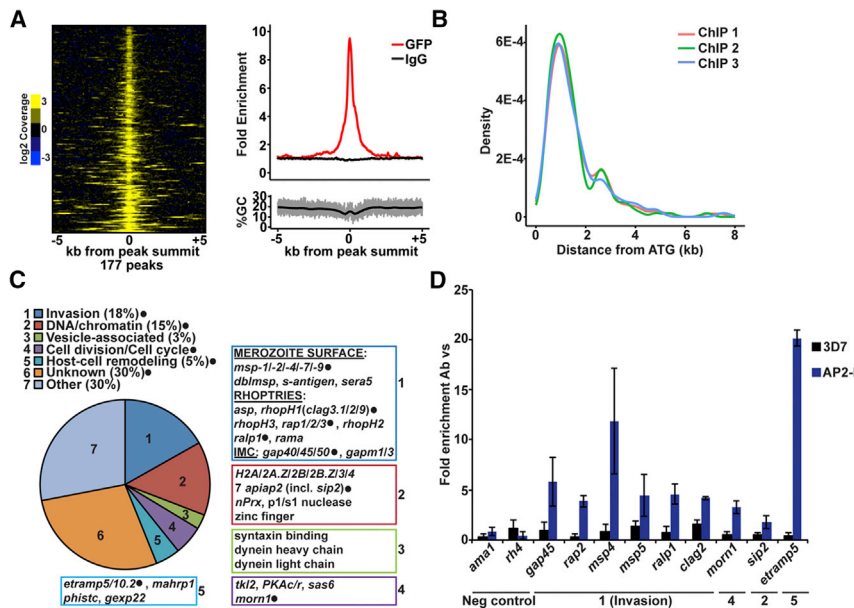 A
log2 Coverage
3
0
-3
-5
0
+5
kb from peak summit
177 peaks
Fold Enrichment
10
8
6
4
2
0
GFP
IgG
%GC
30
20
10
0
-5
0
+5
kb from peak summit
B
ChIP 1
ChIP 2
ChIP 3
Density
6E-4
4E-4
2E-4
0
0
2
4
6
8
Distance from ATG (kb)
C
1 Invasion (18%)●
2 DNA/chromatin (15%)●
3 Vesicle-associated (3%)
4 Cell division/Cell cycle●
5 Host-cell remodeling (5%)●
6 Unknown (30%)●
7 Other (30%)
1
2
3
4
5
6
7
MEROZOITE SURFACE:
msp-1/-2/-4/-7/-9●
dblmsp, s-antigen, sera5
RHOPTRIES:
asp, rhopH1(clag3.1/2/9)●
rhopH3, rap1/2/3●, rhopH2
ralp1●, rama
IMC: gap40/45/50●, gapm1/3
1
H2A/2A.Z/2B/2B.Z/3/4
7 apiap2 (incl. sip2)●
nPrx, p1/s1 nuclease
zinc finger
2
syntaxin binding
dynein heavy chain
dynein light chain
3
tkl2, PKAc/r, sas6
morn1●
4
etramp5/10.2●, mahrp1
phistc, gexp22
5
D
Fold enrichment Ab vs
25
20
15
10
5
0
3D7
AP2-
ama1
rh4
gap45
rap2
msp4
msp5
ralp1
clag2
morn1
sip2
etramp5
Neg control
1 (Invasion)
4
2
5